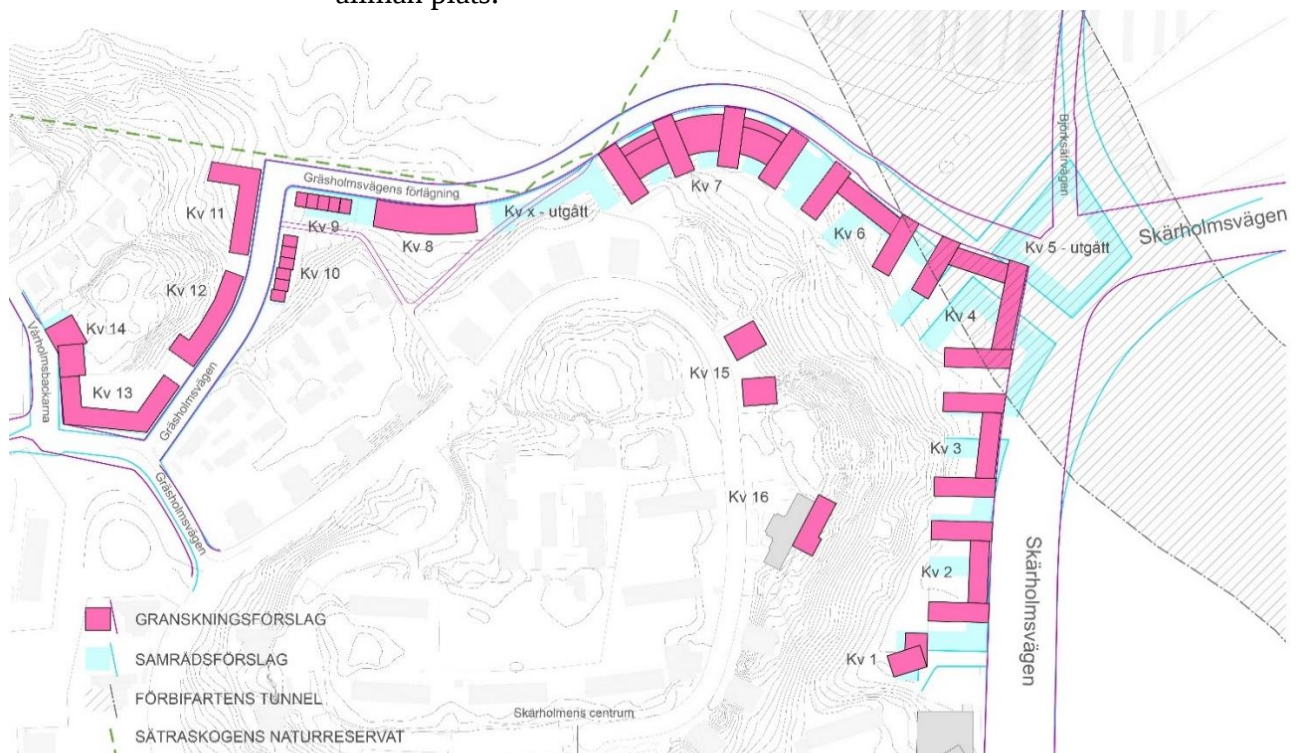 allmän plats.
Björksätravägen
Gräsholmsvägens förlägning
Kv 11
Kv 9
Kv 8
Kv x - utgått
Kv 7
Kv 6
Kv 5 - utgått
Skärholmsvägen
Kv 10
Kv 12
Kv 4
Kv 14
Vårholmsbackarna
Kv 13
Gräsholmsvägen
Kv 15
Kv 3
Gräsholmsvägen
Kv 16
Kv 2
Skärholmsvägen
Kv 1
GRANSKNINGSFÖRSLAG
SAMRÅDSFÖRSLAG
FÖRBIFARTENS TUNNEL
SÄTRASKOGENS NATURRESERVAT
Skärholmens centrum